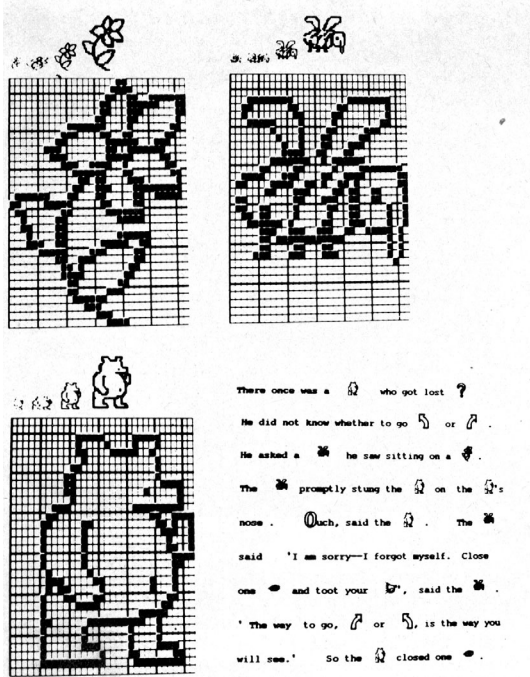 There once was a who got lost ?
He did not know whether to go or .
He asked a he saw sitting on a .
The promptly stung the on the 's
nose . Ouch, said the . The
said 'I am sorry--I forgot myself. Close
one and toot your ", said the .
' The way to go, or , is the way you
will see.' So the closed one .